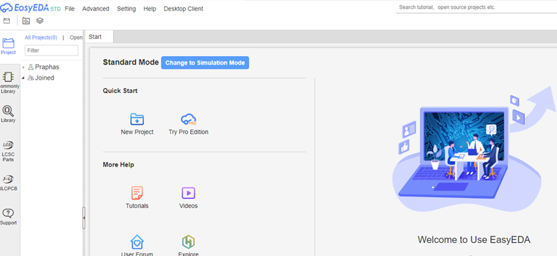 EasyEDA STD File Advanced Setting Help Desktop Client Search tutorial, open source projects etc.
All Projects(0) | Open
Start
Project
Filter
Praphas
Joined
Standard Mode Change to Simulation Mode
Quick Start
ommonly
Library
New Project Try Pro Edition
Library
LCSC
Parts
More Help
JLCPCB
Tutorials Videos
Support
Welcome to Use EasyEDA
User Forum Explore